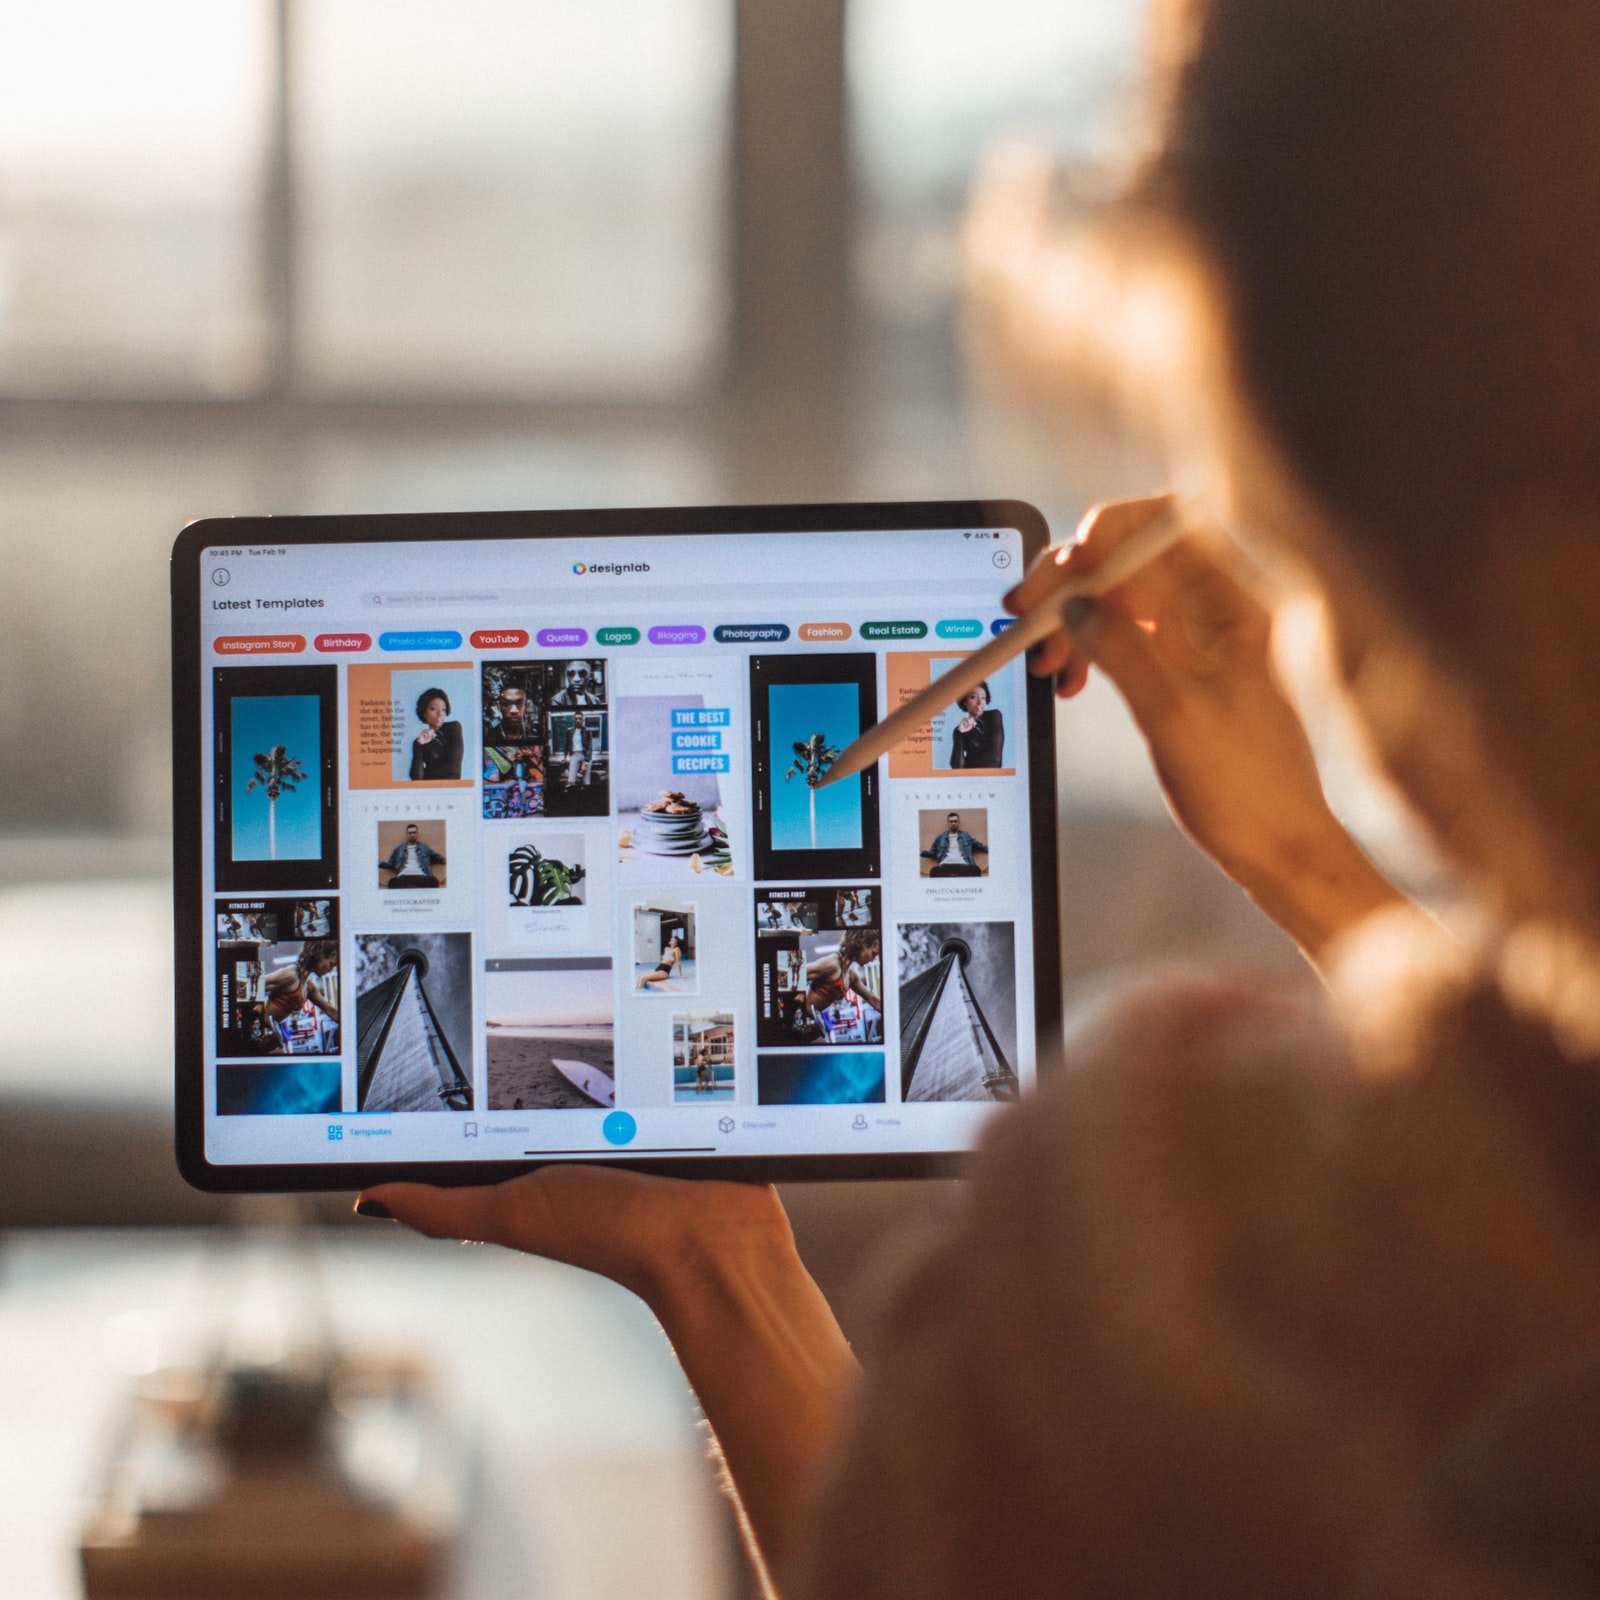 10:45 PM Tue Feb 19
44%
designlab
Latest Templates
Search for the perfect template
Instagram Story
Birthday
Photo Collage
YouTube
Quotes
Logos
Blogging
Photography
Fashion
Real Estate
Winter
W
Fashion is in
the sky, in the
street, fashion
has to do with
ideas, the way
we live, what
is happening.
INTERVIEW
PHOTOGRAPHER
THE BEST
COOKIE
RECIPES
Fashion
INTERVIEW
PHOTOGRAPHER
FITNESS FIRST
MIND BODY HEALTH
FITNESS FIRST
MIND BODY HEALTH
Templates
Collections
Discover
Profile